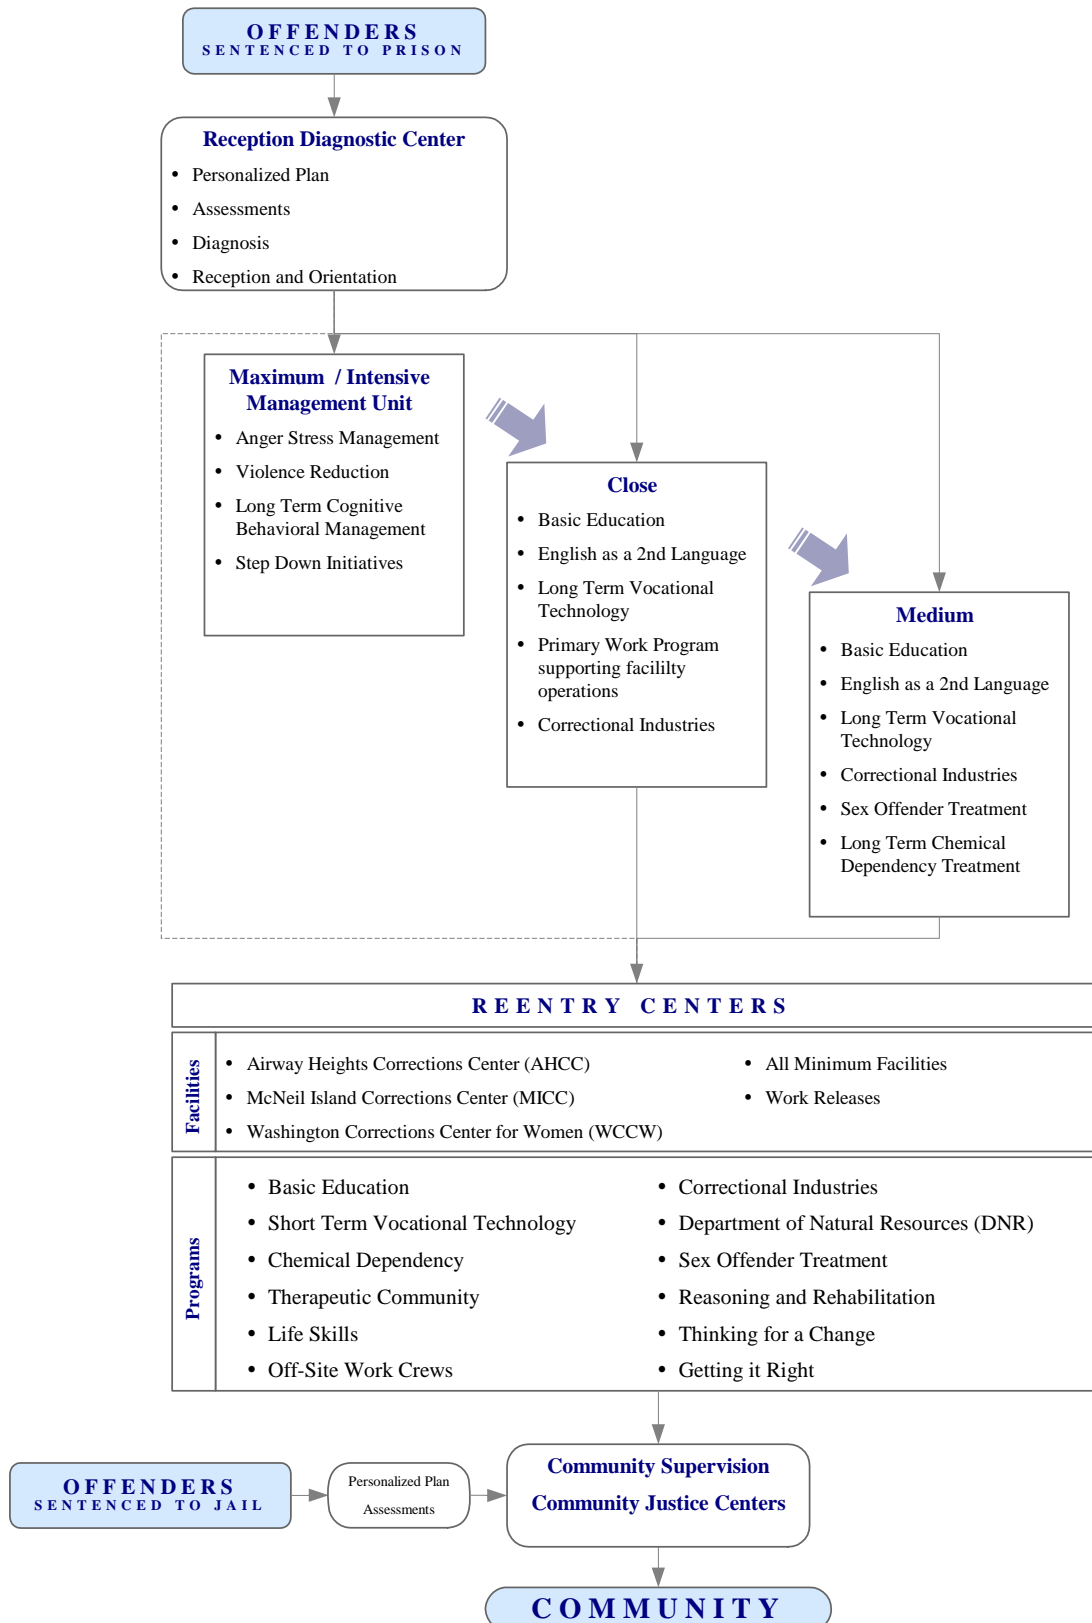 OFFENDERS
SENTENCED TO PRISON
Reception Diagnostic Center
• Personalized Plan
• Assessments
• Diagnosis
• Reception and Orientation
Maximum / Intensive
Management Unit
• Anger Stress Management
• Violence Reduction
• Long Term Cognitive
Behavioral Management
• Step Down Initiatives
Close
• Basic Education
• English as a 2nd Language
• Long Term Vocational
Technology
• Primary Work Program
supporting facililty
operations
• Correctional Industries
Medium
• Basic Education
• English as a 2nd Language
• Long Term Vocational
Technology
• Correctional Industries
• Sex Offender Treatment
• Long Term Chemical
Dependency Treatment
REENTRY CENTERS
Facilities
• Airway Heights Corrections Center (AHCC)
• McNeil Island Corrections Center (MICC)
• Washington Corrections Center for Women (WCCW)
• All Minimum Facilities
• Work Releases
Programs
• Basic Education
• Short Term Vocational Technology
• Chemical Dependency
• Therapeutic Community
• Life Skills
• Off-Site Work Crews
• Correctional Industries
• Department of Natural Resources (DNR)
• Sex Offender Treatment
• Reasoning and Rehabilitation
• Thinking for a Change
• Getting it Right
OFFENDERS
SENTENCED TO JAIL
Personalized Plan
Assessments
Community Supervision
Community Justice Centers
COMMUNITY